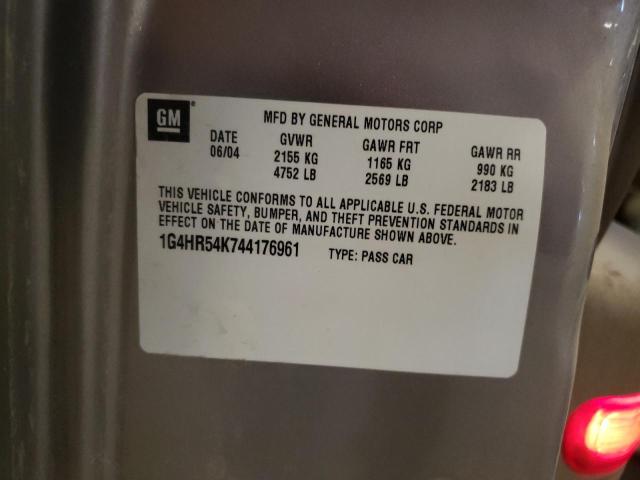 GM ®
MFD BY GENERAL MOTORS CORP
DATE GVWR GAWR FRT GAWR RR
06/04 2155 KG 1165 KG 990 KG
4752 LB 2569 LB 2183 LB
THIS VEHICLE CONFORMS TO ALL APPLICABLE U.S. FEDERAL MOTOR
VEHICLE SAFETY, BUMPER, AND THEFT PREVENTION STANDARDS IN
EFFECT ON THE DATE OF MANUFACTURE SHOWN ABOVE.
1G4HR54K744176961 TYPE: PASS CAR